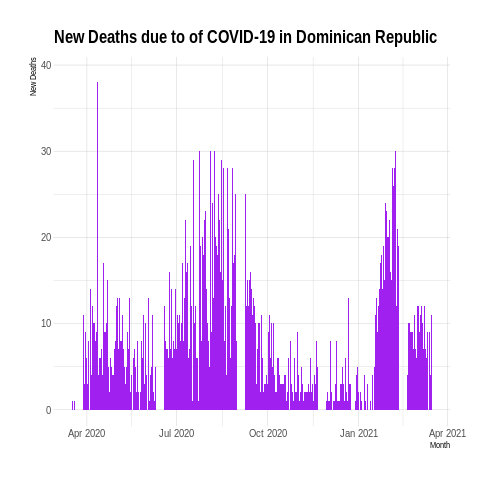 New Deaths due to of COVID-19 in Dominican Republic
New Deaths
40
30
20
10
0
Apr 2020 Jul 2020 Oct 2020 Jan 2021 Apr 2021
Month